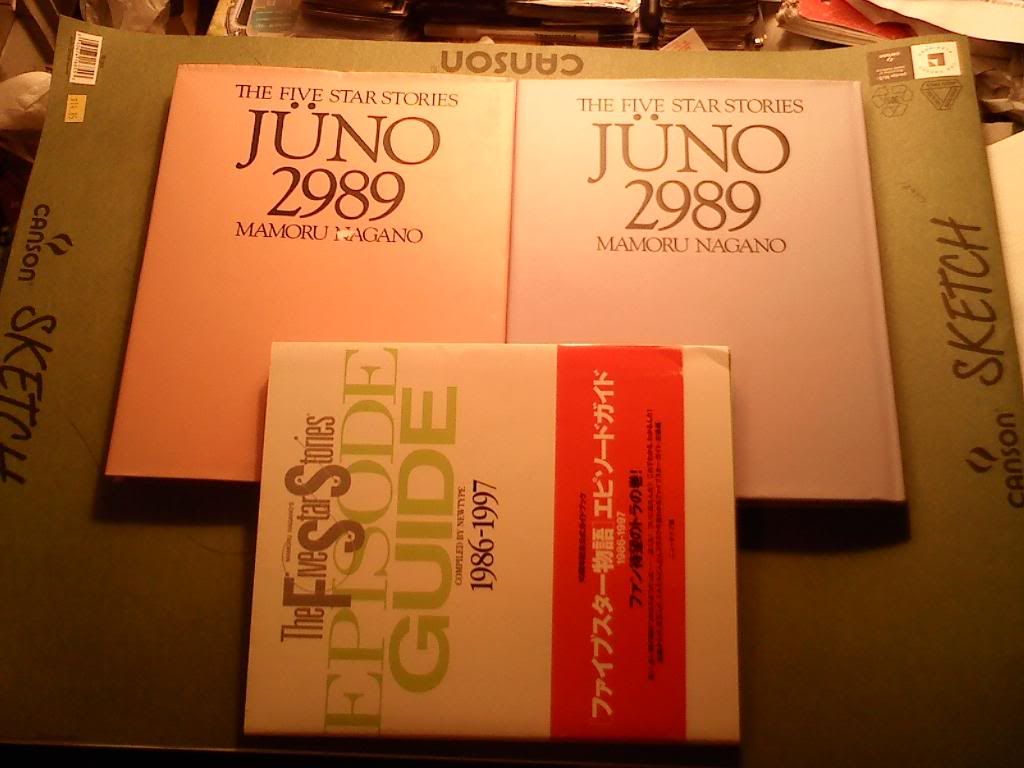 canson
THE FIVE STAR STORIES
JÜNO
2989
MAMORU NAGANO
THE FIVE STAR STORIES
JÜNO
2989
MAMORU NAGANO
canson
SKETCH
SKETCH
canson
The Five Star Stories
EPISODE
GUIDE
COMPILED BY NEWTYPE
1986-1997
ファイブスター物語 エピソードガイド
1986-1997
ファン待望のトラの巻!